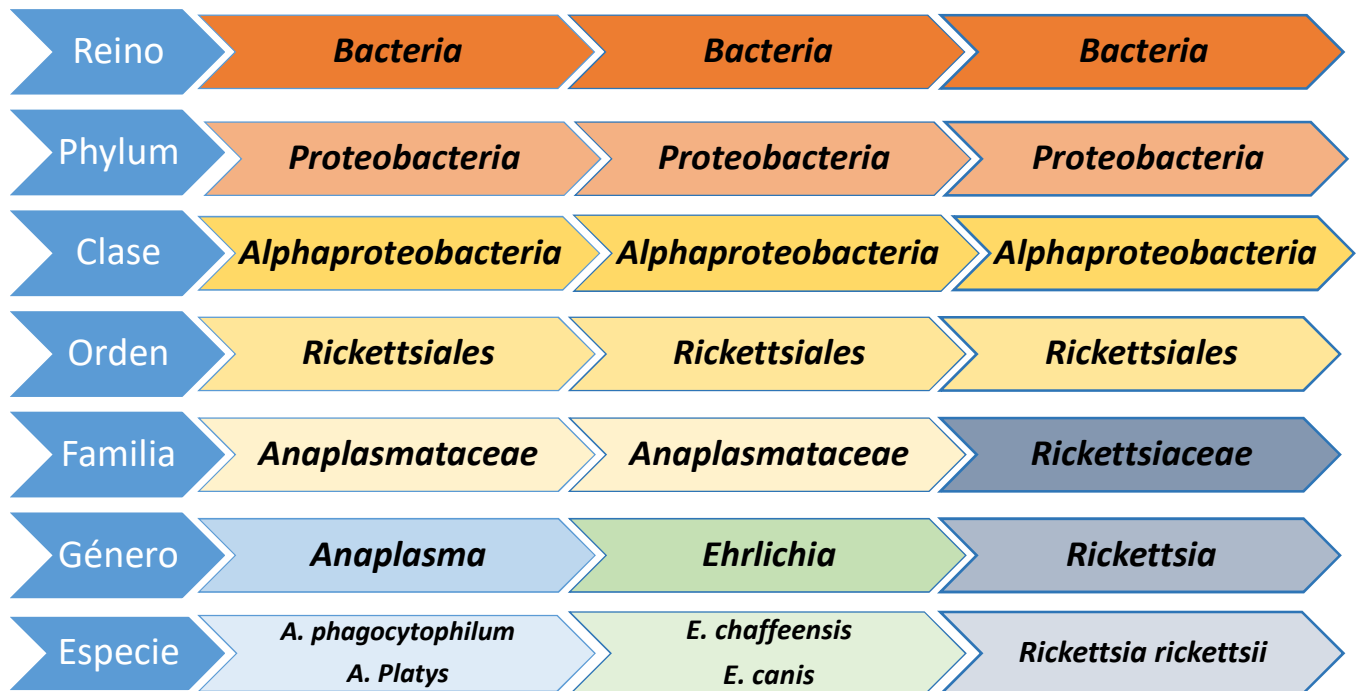 Reino Bacteria Bacteria Bacteria
Phylum Proteobacteria Proteobacteria Proteobacteria
Clase Alphaproteobacteria Alphaproteobacteria Alphaproteobacteria
Orden Rickettsiales Rickettsiales Rickettsiales
Familia Anaplasmataceae Anaplasmataceae Rickettsiaceae
Género Anaplasma Ehrlichia Rickettsia
Especie
A. phagocytophilum
A. Platys
E. chaffeensis
E. canis
Rickettsia rickettsii